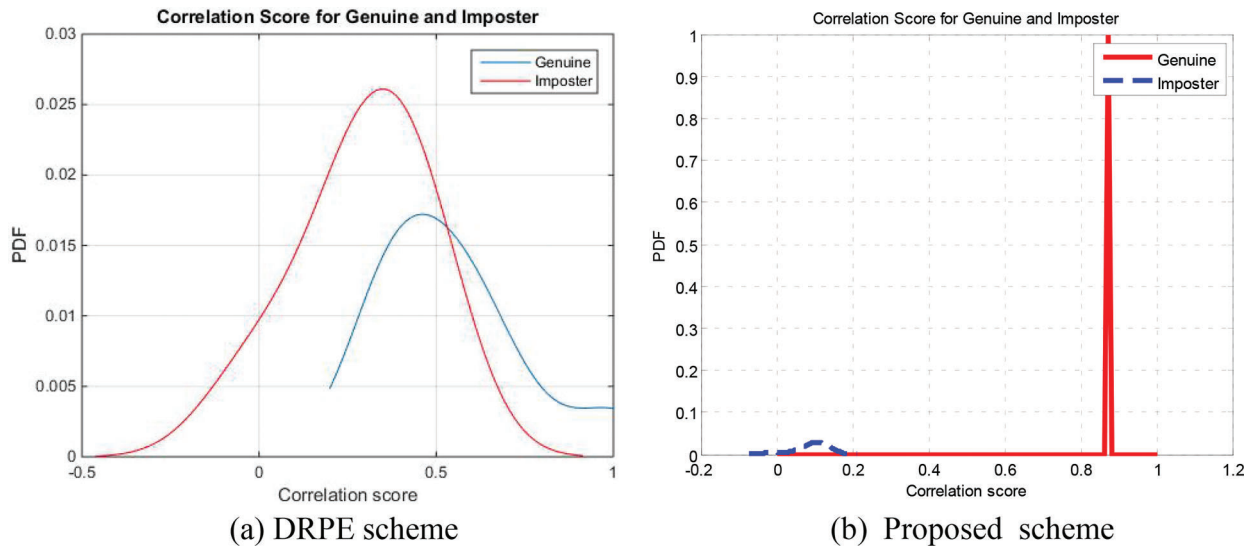 Correlation Score for Genuine and Imposter
0.03
0.025
0.02
0.015
0.01
0.005
0
-0.5
0
0.5
1
PDF
Correlation score
Genuine
Imposter
(a) DRPE scheme
Correlation Score for Genuine and Imposter
1
0.9
0.8
0.7
0.6
0.5
0.4
0.3
0.2
0.1
0
-0.2
0
0.2
0.4
0.6
0.8
1
1.2
PDF
Correlation score
Genuine
Imposter
(b) Proposed scheme